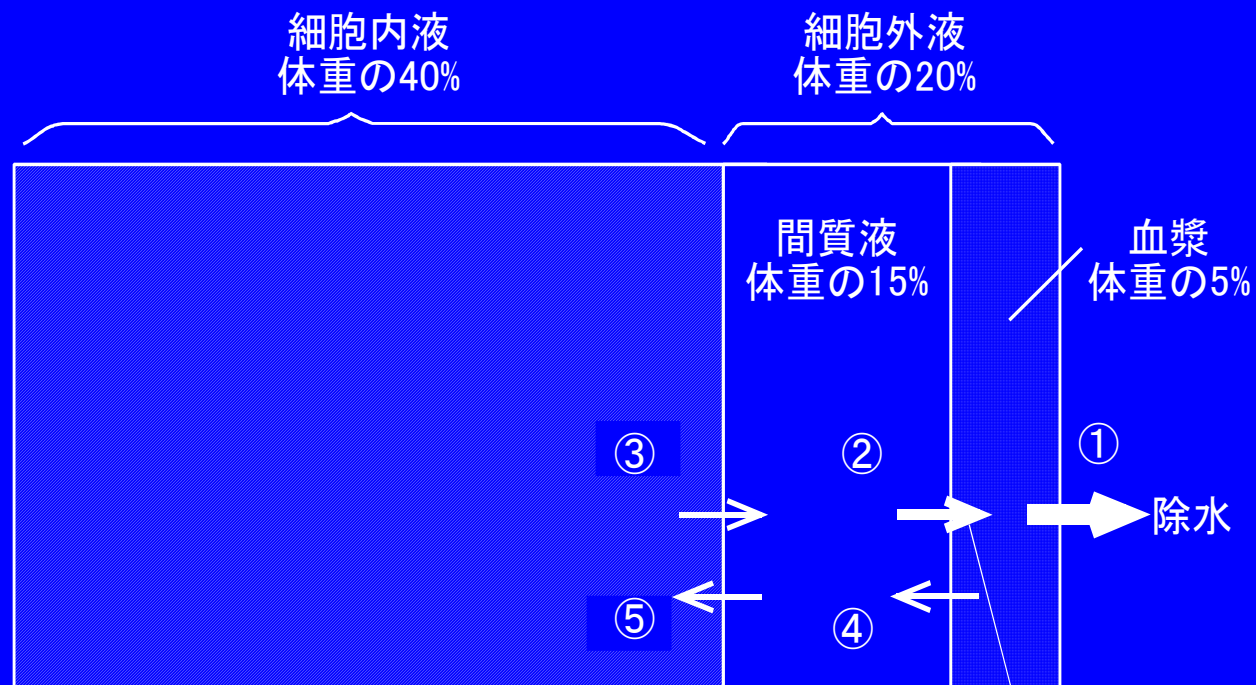 細胞内液
体重の40%
細胞外液
体重の20%
間質液
体重の15%
血漿
体重の5%
③
②
①
除水
⑤
④